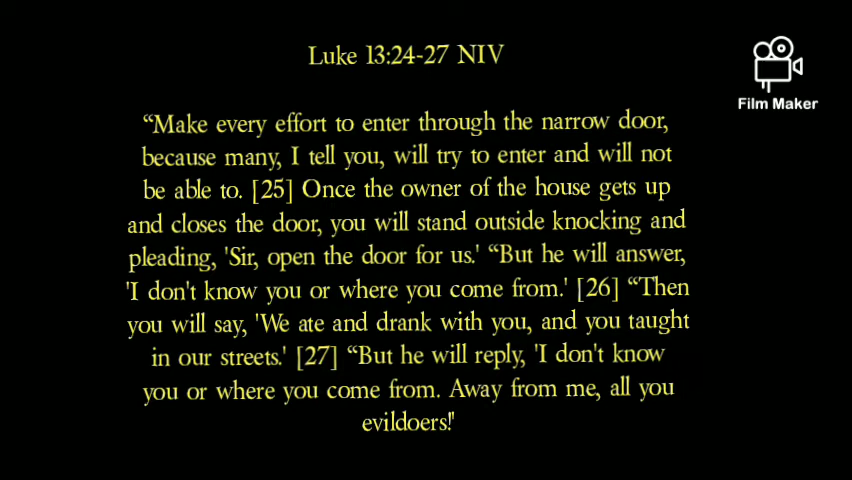 Luke 13:24-27 NIV
Film Maker
“Make every effort to enter through the narrow door,
because many, I tell you, will try to enter and will not
be able to. [25] Once the owner of the house gets up
and closes the door, you will stand outside knocking and
pleading, 'Sir, open the door for us.' “But he will answer,
'I don't know you or where you come from.' [26] “Then
you will say, 'We ate and drank with you, and you taught
in our streets.' [27] “But he will reply, 'I don't know
you or where you come from. Away from me, all you
evildoers!'